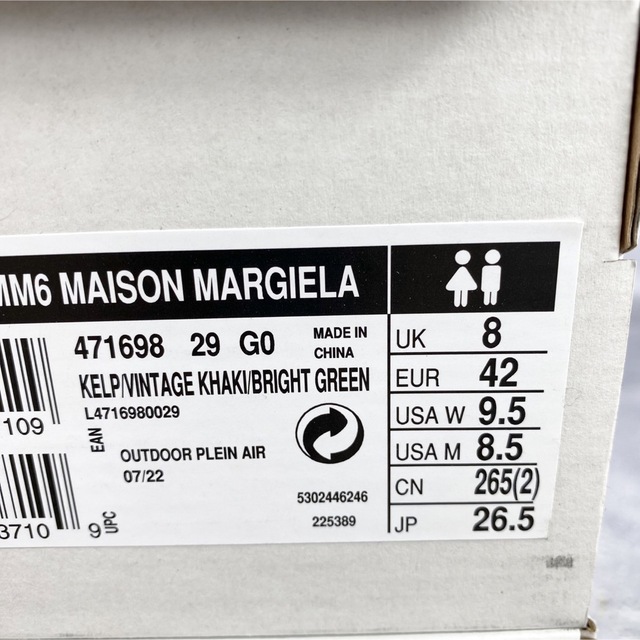 MM6 MAISON MARGIELA
471698 29 G0 MADE IN CHINA
KELP/VINTAGE KHAKI/BRIGHT GREEN
L4716980029
109
EAN
OUTDOOR PLEIN AIR
07/22
5302446246
225389
3710 9
UPC
UK 8
EUR 42
USA W 9.5
USA M 8.5
CN 265(2)
JP 26.5